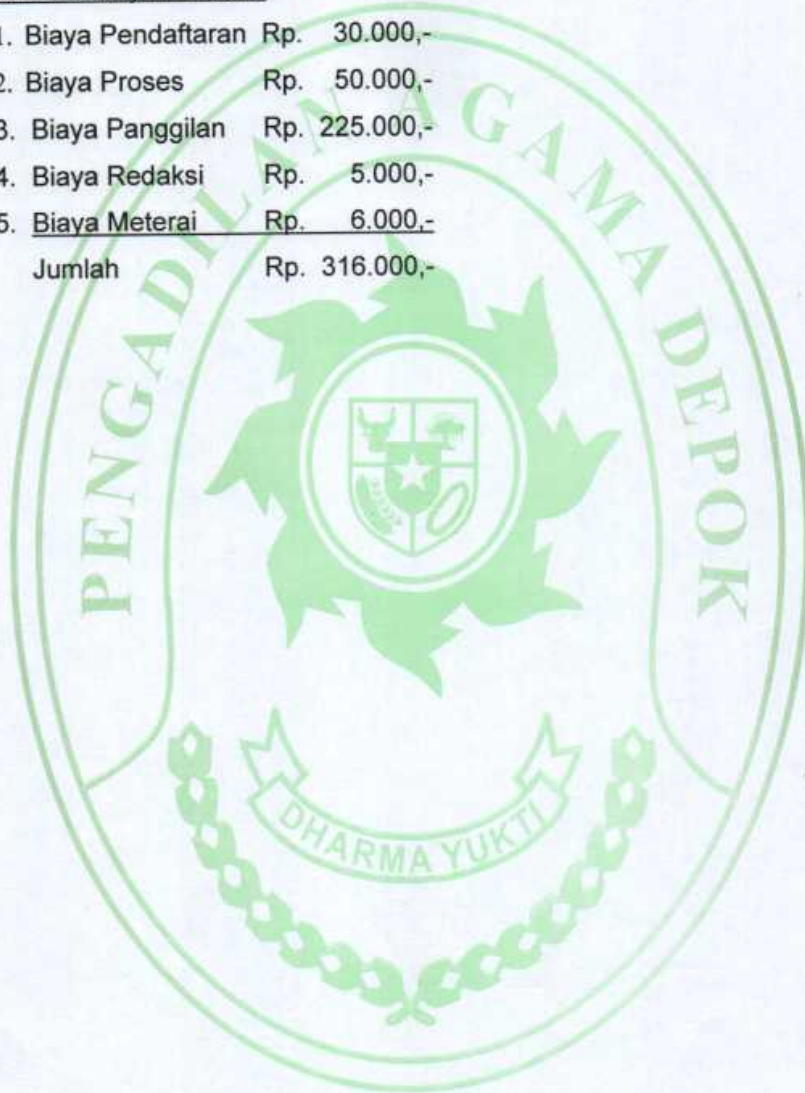 1. Biaya Pendaftaran Rp. 30.000,-
2. Biaya Proses Rp. 50.000,-
3. Biaya Panggilan Rp. 225.000,-
4. Biaya Redaksi Rp. 5.000,-
5. Biaya Meterai Rp. 6.000,-
Jumlah Rp. 316.000,-
PENGADILAN AGAMA DEPOK
DHARMA YUKTI